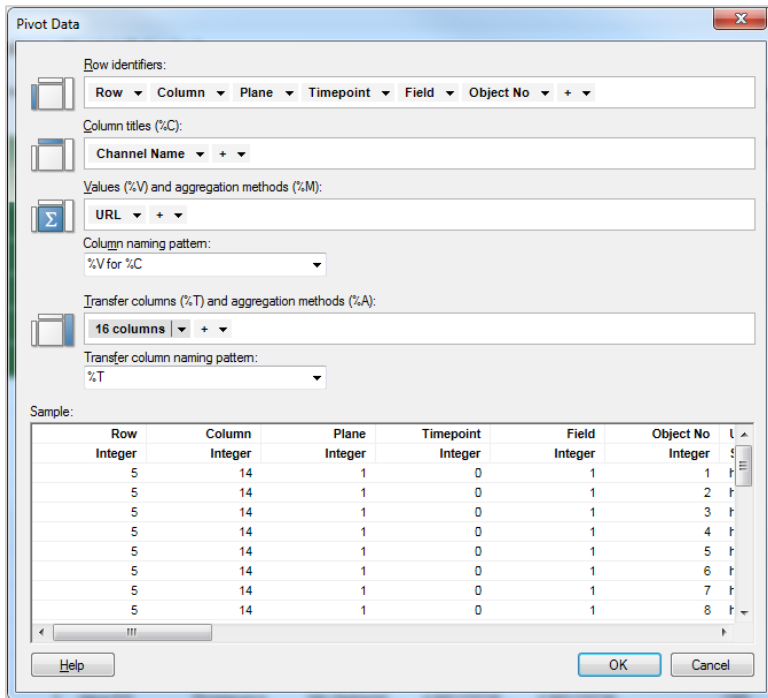 Pivot Data
Row identifiers:
Row Column Plane Timepoint Field Object No +
Column titles (%C):
Channel Name +
Values (%V) and aggregation methods (%M):
URL +
Column naming pattern:
%V for %C
Transfer columns (%T) and aggregation methods (%A):
16 columns +
Transfer column naming pattern:
%T
Sample:
Row Column Plane Timepoint Field Object No
Integer Integer Integer Integer Integer Integer
5 14 1 0 1 1
5 14 1 0 1 2
5 14 1 0 1 3
5 14 1 0 1 4
5 14 1 0 1 5
5 14 1 0 1 6
5 14 1 0 1 7
5 14 1 0 1 8
Help OK Cancel